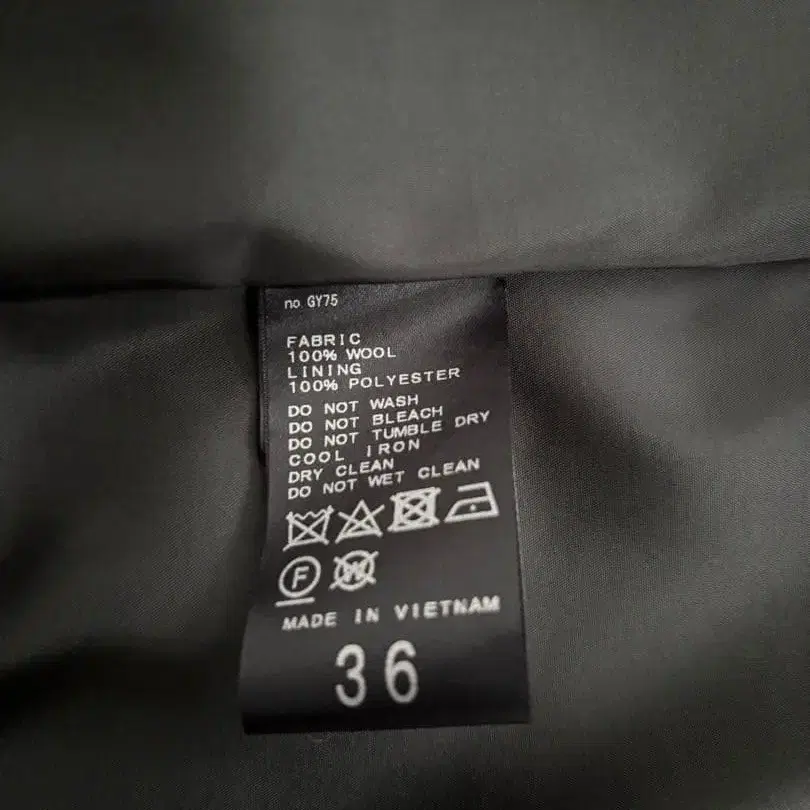 no. GY75
FABRIC
100% WOOL
LINING
100% POLYESTER
DO NOT WASH
DO NOT BLEACH
DO NOT TUMBLE DRY
COOL IRON
DRY CLEAN
DO NOT WET CLEAN
F W
MADE IN VIETNAM
36